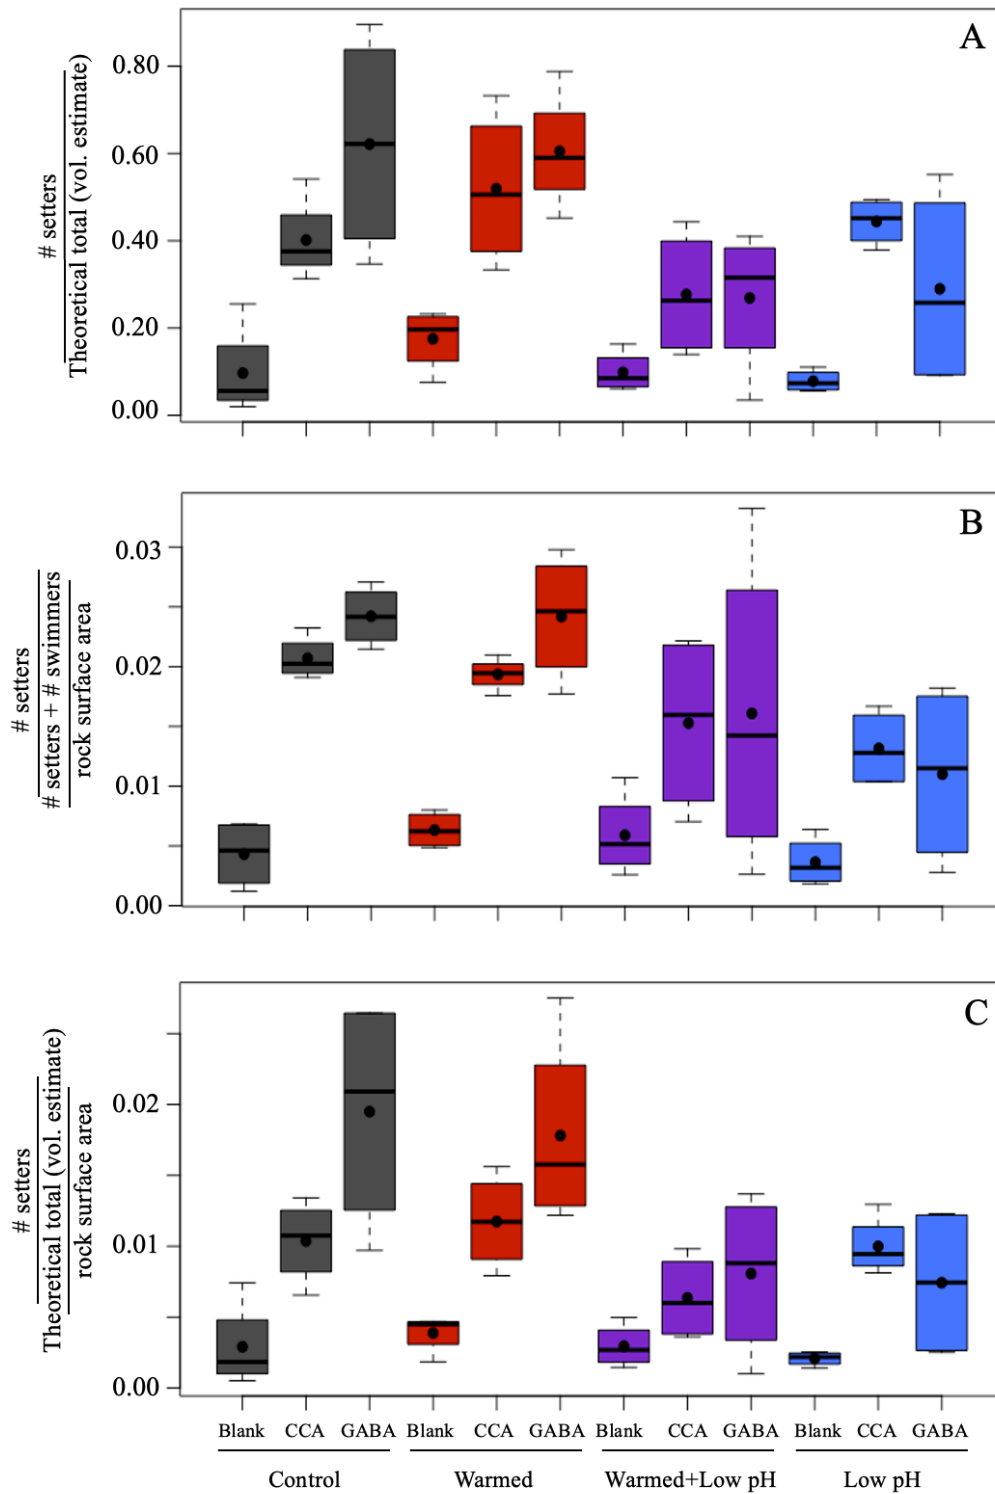 A
# setters
Theoretical total (vol. estimate)
0.80
0.60
0.40
0.20
0.00
B
# setters
# setters + # swimmers
rock surface area
0.03
0.02
0.01
0.00
C
# setters
Theoretical total (vol. estimate)
rock surface area
0.02
0.01
0.00
Blank CCA GABA Blank CCA GABA Blank CCA GABA Blank CCA GABA
Control Warmed Warmed+Low pH Low pH